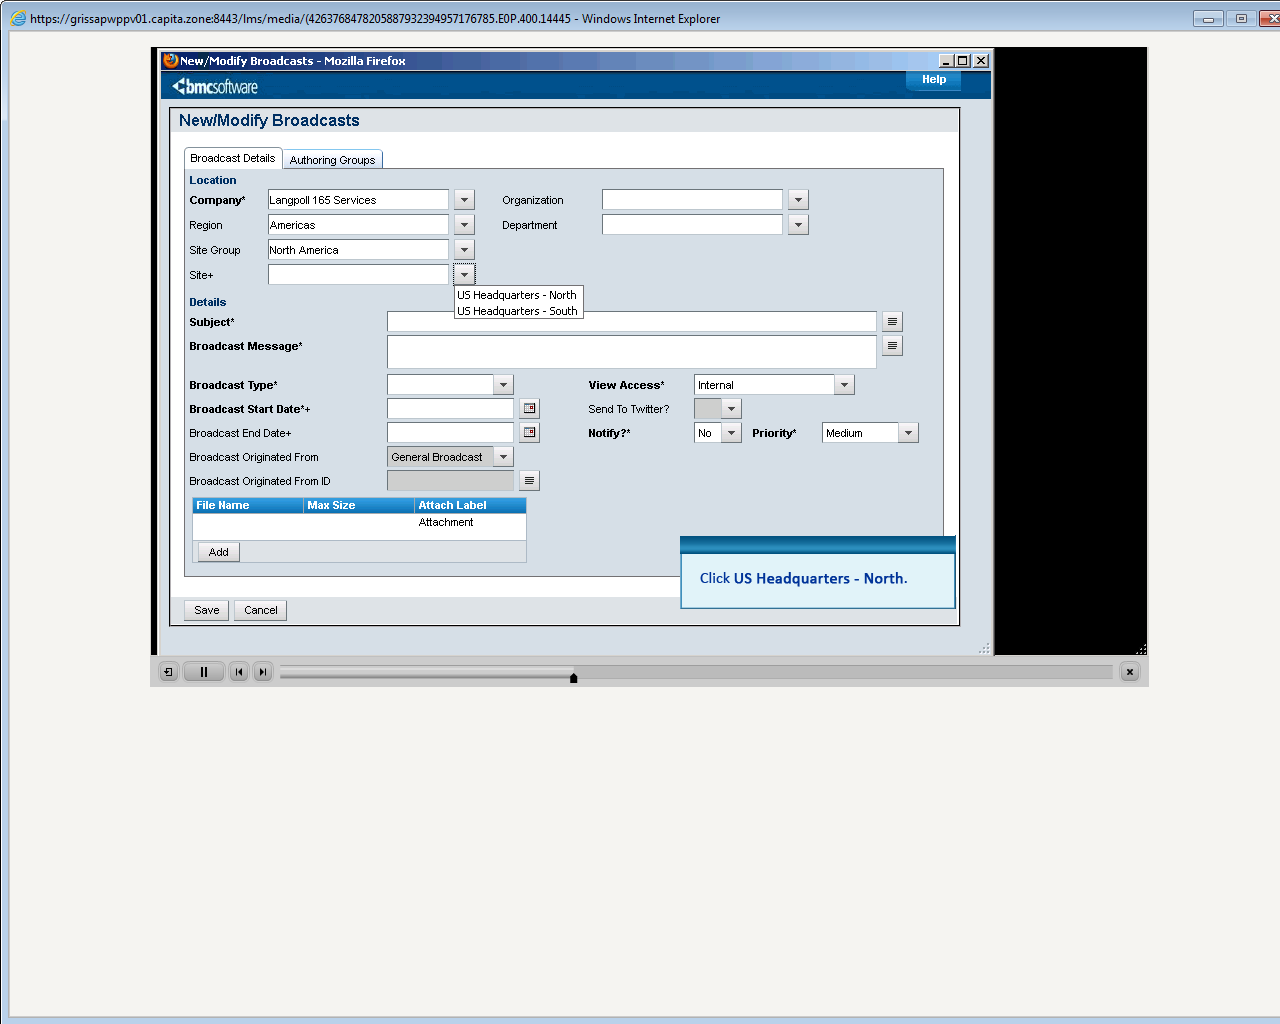 https://grissapwppv01.capita.zone:8443/lms/media/(4263768478205887932394957176785.E0P.400.14445 - Windows Internet Explorer
New/Modify Broadcasts - Mozilla Firefox
bmcsoftware
Help
New/Modify Broadcasts
Broadcast Details
Authoring Groups
Location
Company*
Langpoll 165 Services
Organization
Region
Americas
Department
Site Group
North America
Site+
US Headquarters - North
US Headquarters - South
Details
Subject*
Broadcast Message*
Broadcast Type*
View Access*
Internal
Broadcast Start Date*+
Send To Twitter?
Broadcast End Date+
Notify?*
No
Priority*
Medium
Broadcast Originated From
General Broadcast
Broadcast Originated From ID
File Name
Max Size
Attach Label
Attachment
Add
Click US Headquarters - North.
Save
Cancel